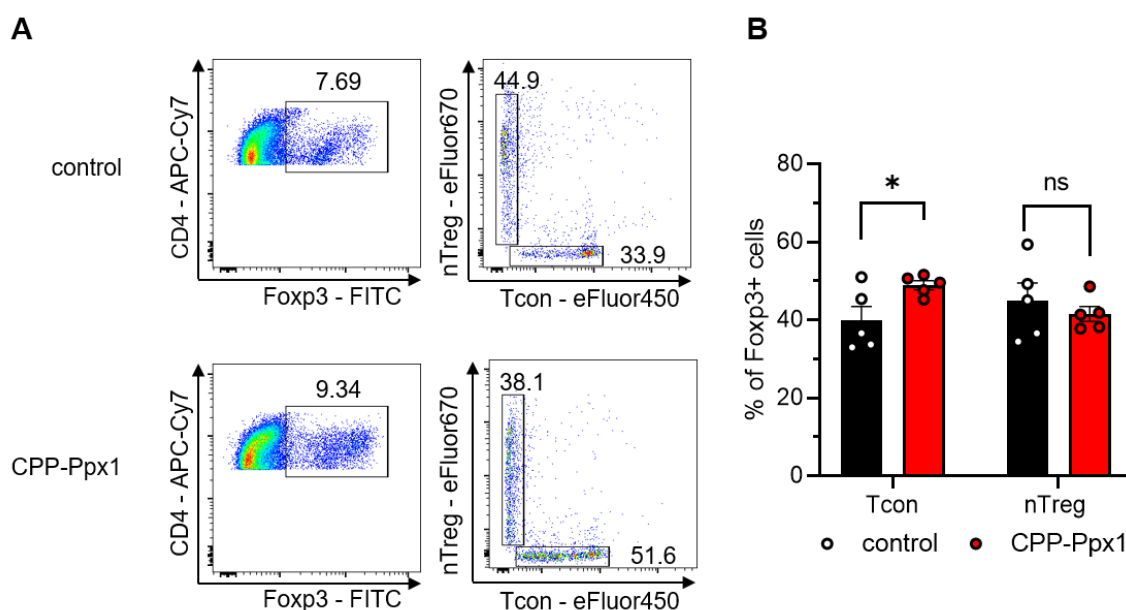 A
control
7.69
CD4 - APC-Cy7
Foxp3 - FITC
44.9
nTreg - eFluor670
33.9
Tcon - eFluor450
CPP-Ppx1
9.34
CD4 - APC-Cy7
Foxp3 - FITC
38.1
nTreg - eFluor670
51.6
Tcon - eFluor450
B
% of Foxp3+ cells
80
60
40
20
0
*
ns
Tcon
nTreg
control
CPP-Ppx1